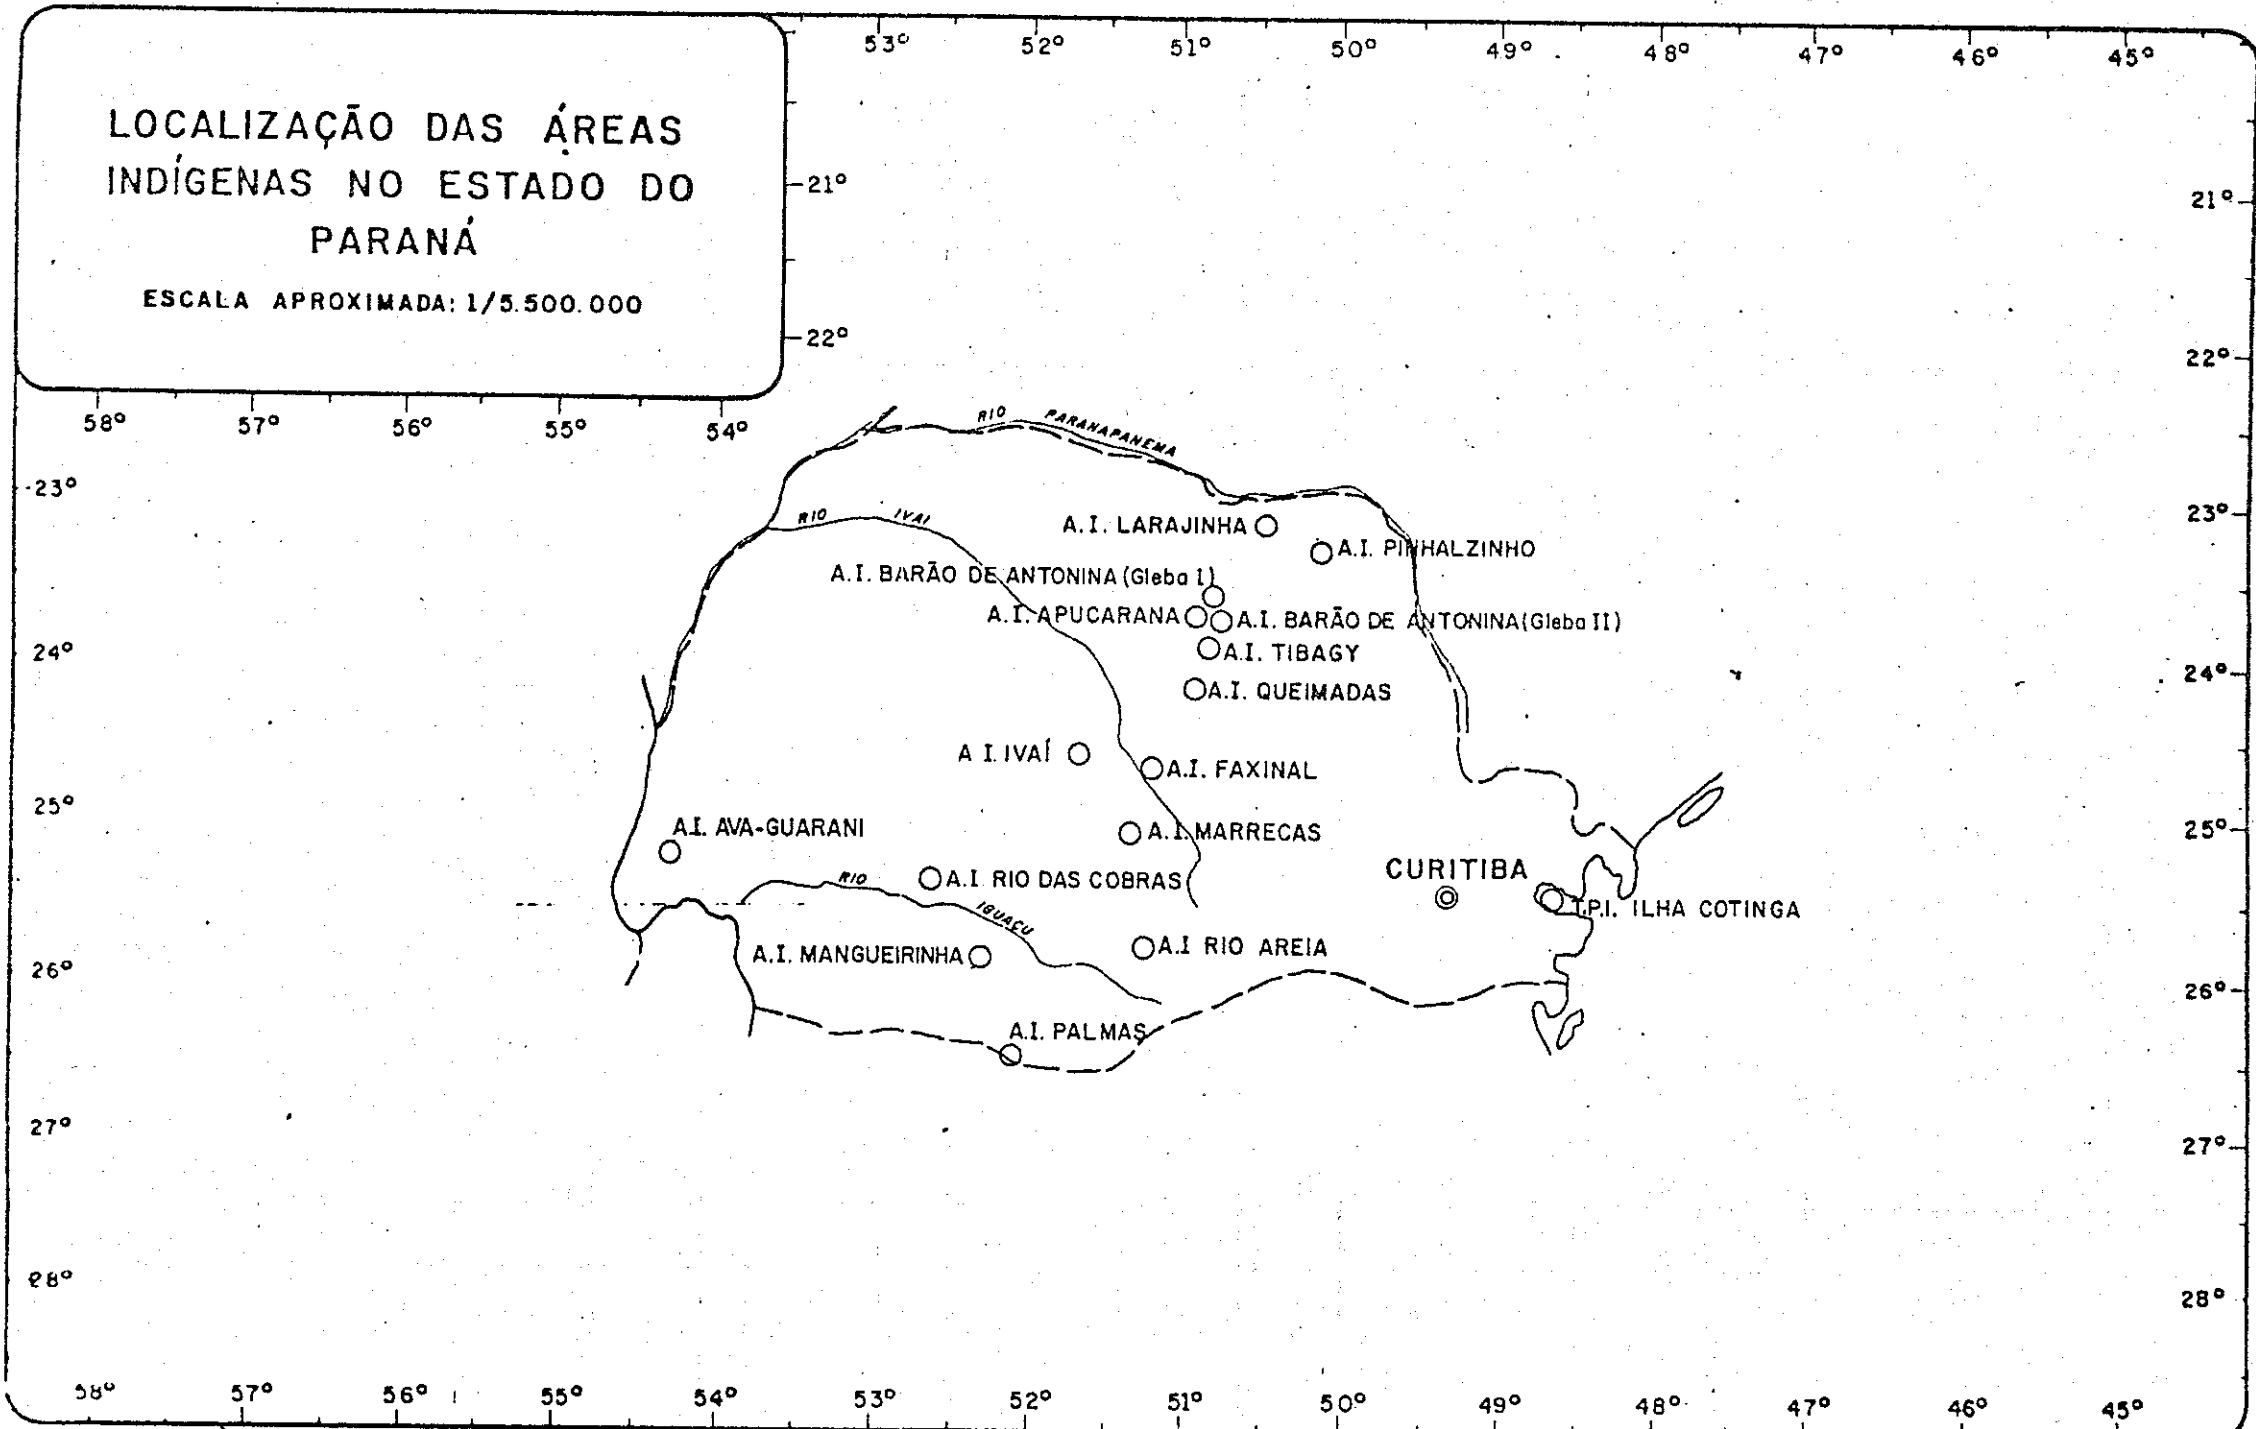 LOCALIZAÇÃO DAS ÁREAS
INDÍGENAS NO ESTADO DO
PARANÁ
ESCALA APROXIMADA: 1/5.500.000
53° 52° 51° 50° 49° 48° 47° 46° 45°
21° 21°
22° 22°
58° 57° 56° 55° 54°
RIO PARANAPANEMA
23° 23°
RIO IVAI
A.I. LARAJINHA
A.I. PINHALZINHO
A.I. BARÃO DE ANTONINA (Gleba I)
A.I. APUCARANA
A.I. BARÃO DE ANTONINA (Gleba II)
24° 24°
A.I. TIBAGY
A.I. QUEIMADAS
A I. IVAÍ
A.I. FAXINAL
25° 25°
A.I. AVA-GUARANI
A.I. MARRECAS
CURITIBA
RIO IGUAÇU
A.I. RIO DAS COBRAS
T.P.I. ILHA COTINGA
A.I. MANGUEIRINHA
A.I RIO AREIA
26° 26°
A.I. PALMAS
27° 27°
28° 28°
58° 57° 56° 55° 54° 53° 52° 51° 50° 49° 48° 47° 46° 45°